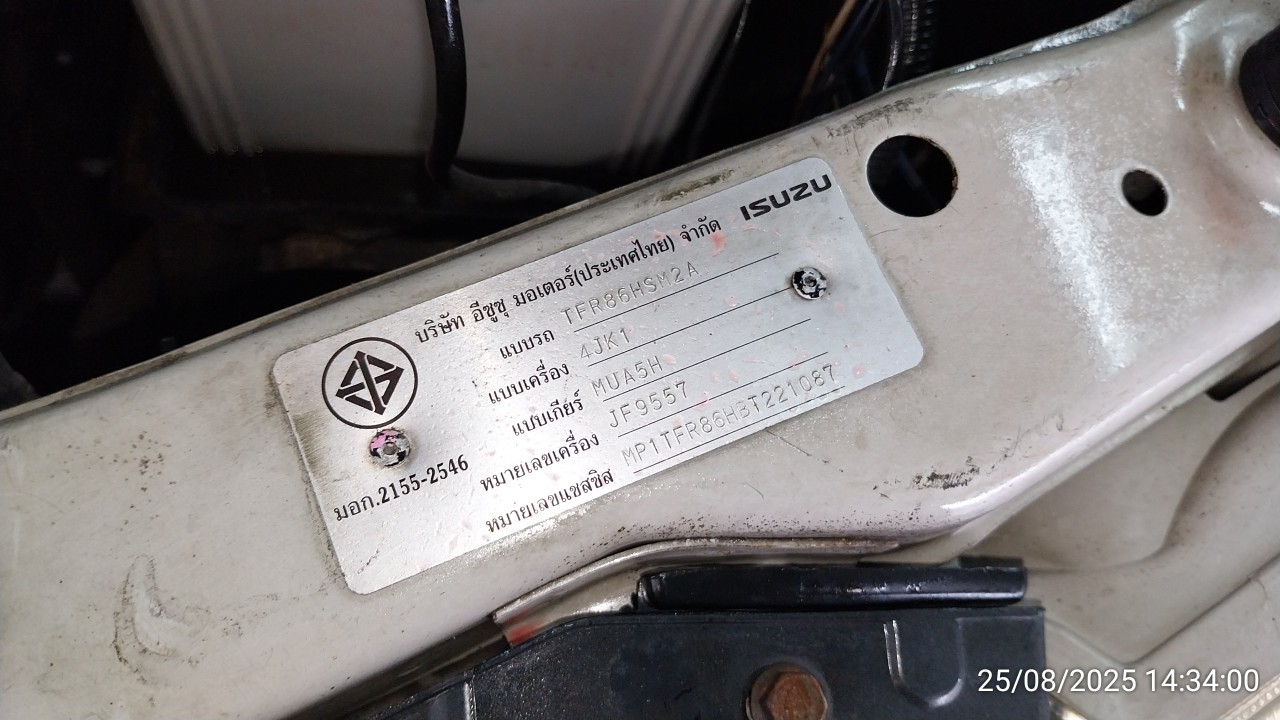 ISUZU
บริษัท อีซูซุ มอเตอร์(ประเทศไทย) จำกัด
แบบรถ TFR86HSM2A
แบบเครื่อง 4JK1
แบบเกียร์ MUA5H
หมายเลขเครื่อง JF9557
หมายเลขแชสซิส MP1TFR86HBT221087
มอก.2155-2546
25/08/2025 14:34:00